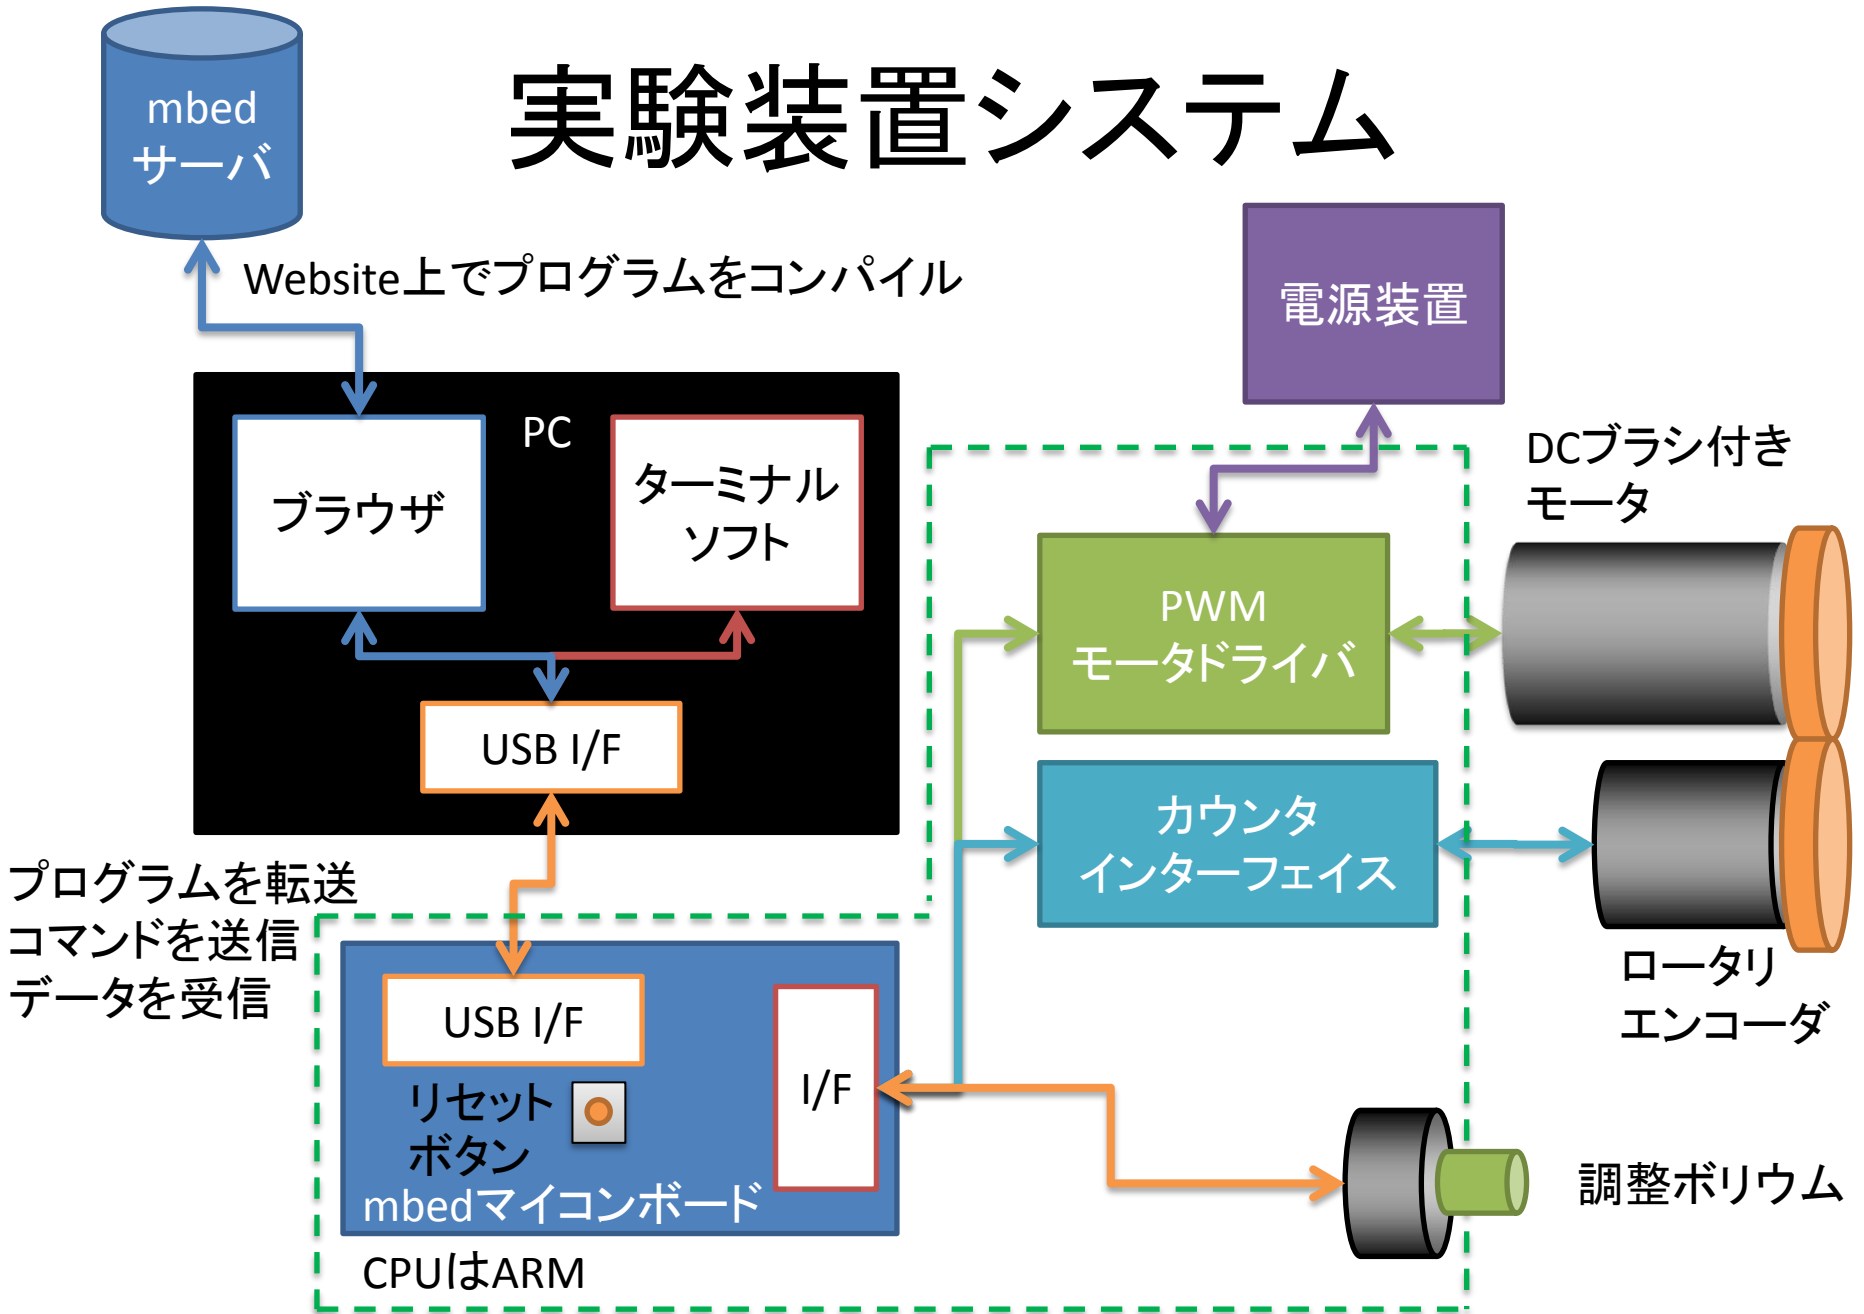 実験装置システム
mbed
サーバ
Website上でプログラムをコンパイル
電源装置
PC
ブラウザ
ターミナル
ソフト
USB I/F
DCブラシ付き
モータ
PWM
モータドライバ
カウンタ
インターフェイス
プログラムを転送
コマンドを送信
データを受信
ロータリ
エンコーダ
USB I/F
I/F
リセット
ボタン
mbedマイコンボード
調整ボリウム
CPUはARM